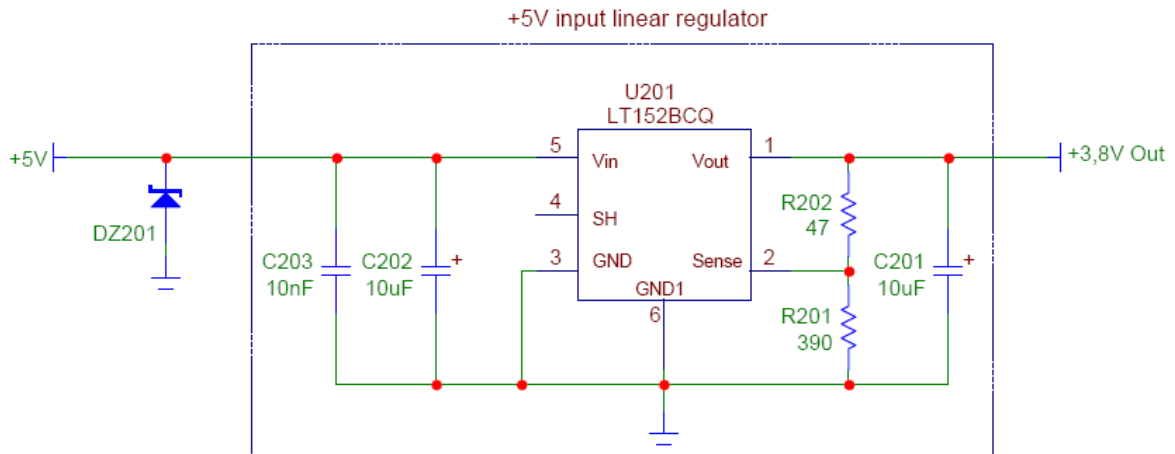 +5V input linear regulator
U201
LT152BCQ
+5V
5
Vin
Vout
1
+3,8V Out
4
SH
R202
47
DZ201
C203
10nF
C202
10uF
+
3
GND
Sense
2
C201
10uF
+
GND1
6
R201
390